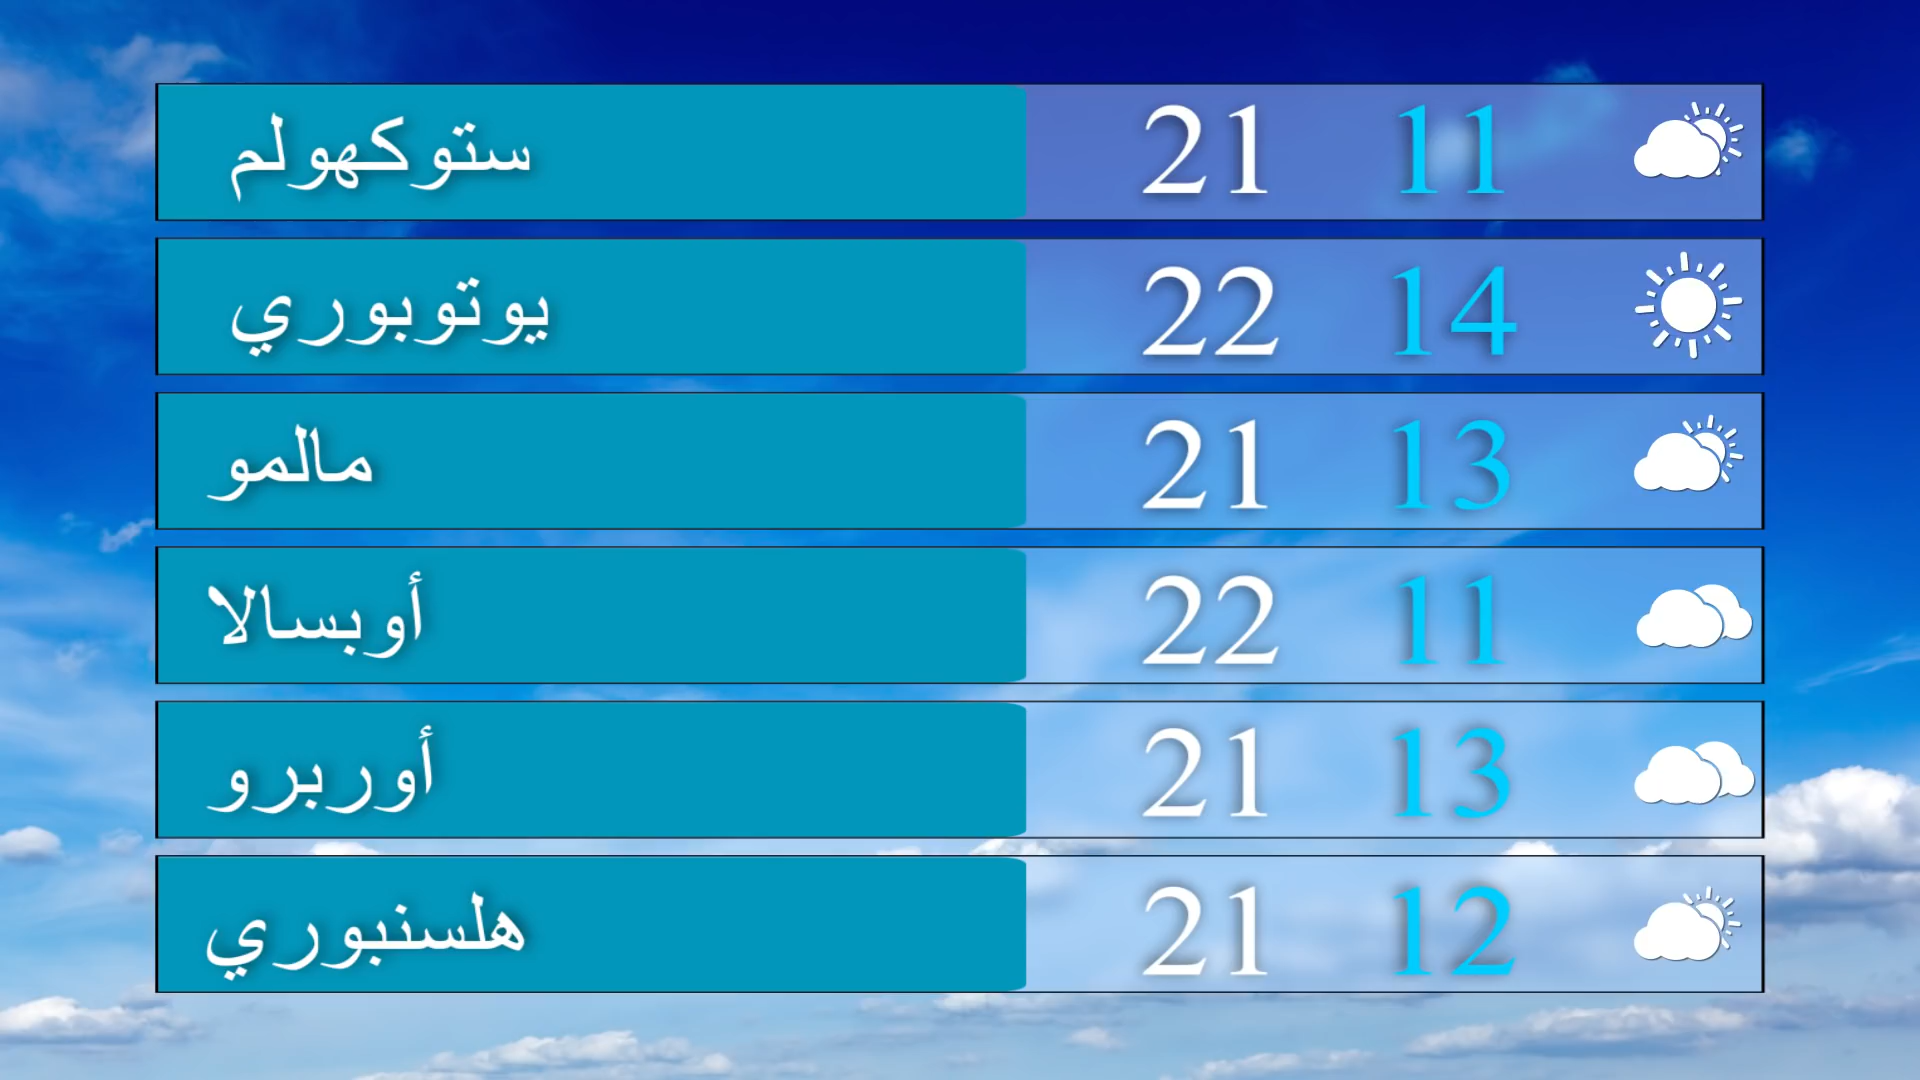 ستوكهولم 21 11
يوتوبوري 22 14
مالمو 21 13
أوبسالا 22 11
أوربرو 21 13
هلسنبوري 21 12